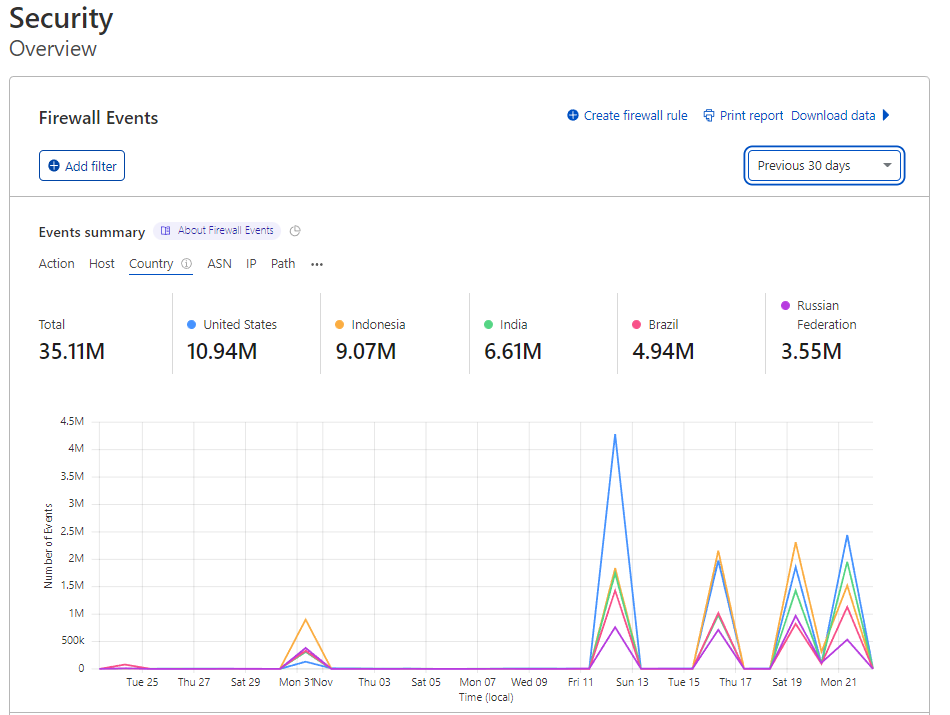 Security
Overview
Firewall Events
Create firewall rule Print report Download data
Add filter
Previous 30 days
Events summary About Firewall Events
Action Host Country ASN IP Path ...
Total United States Indonesia India Brazil Russian Federation
35.11M 10.94M 9.07M 6.61M 4.94M 3.55M
4.5M
4M
3.5M
3M
2.5M
2M
1.5M
1M
500k
0
Number of Events
Tue 25 Thu 27 Sat 29 Mon 31 Nov Thu 03 Sat 05 Mon 07 Wed 09 Fri 11 Sun 13 Tue 15 Thu 17 Sat 19 Mon 21
Time (local)